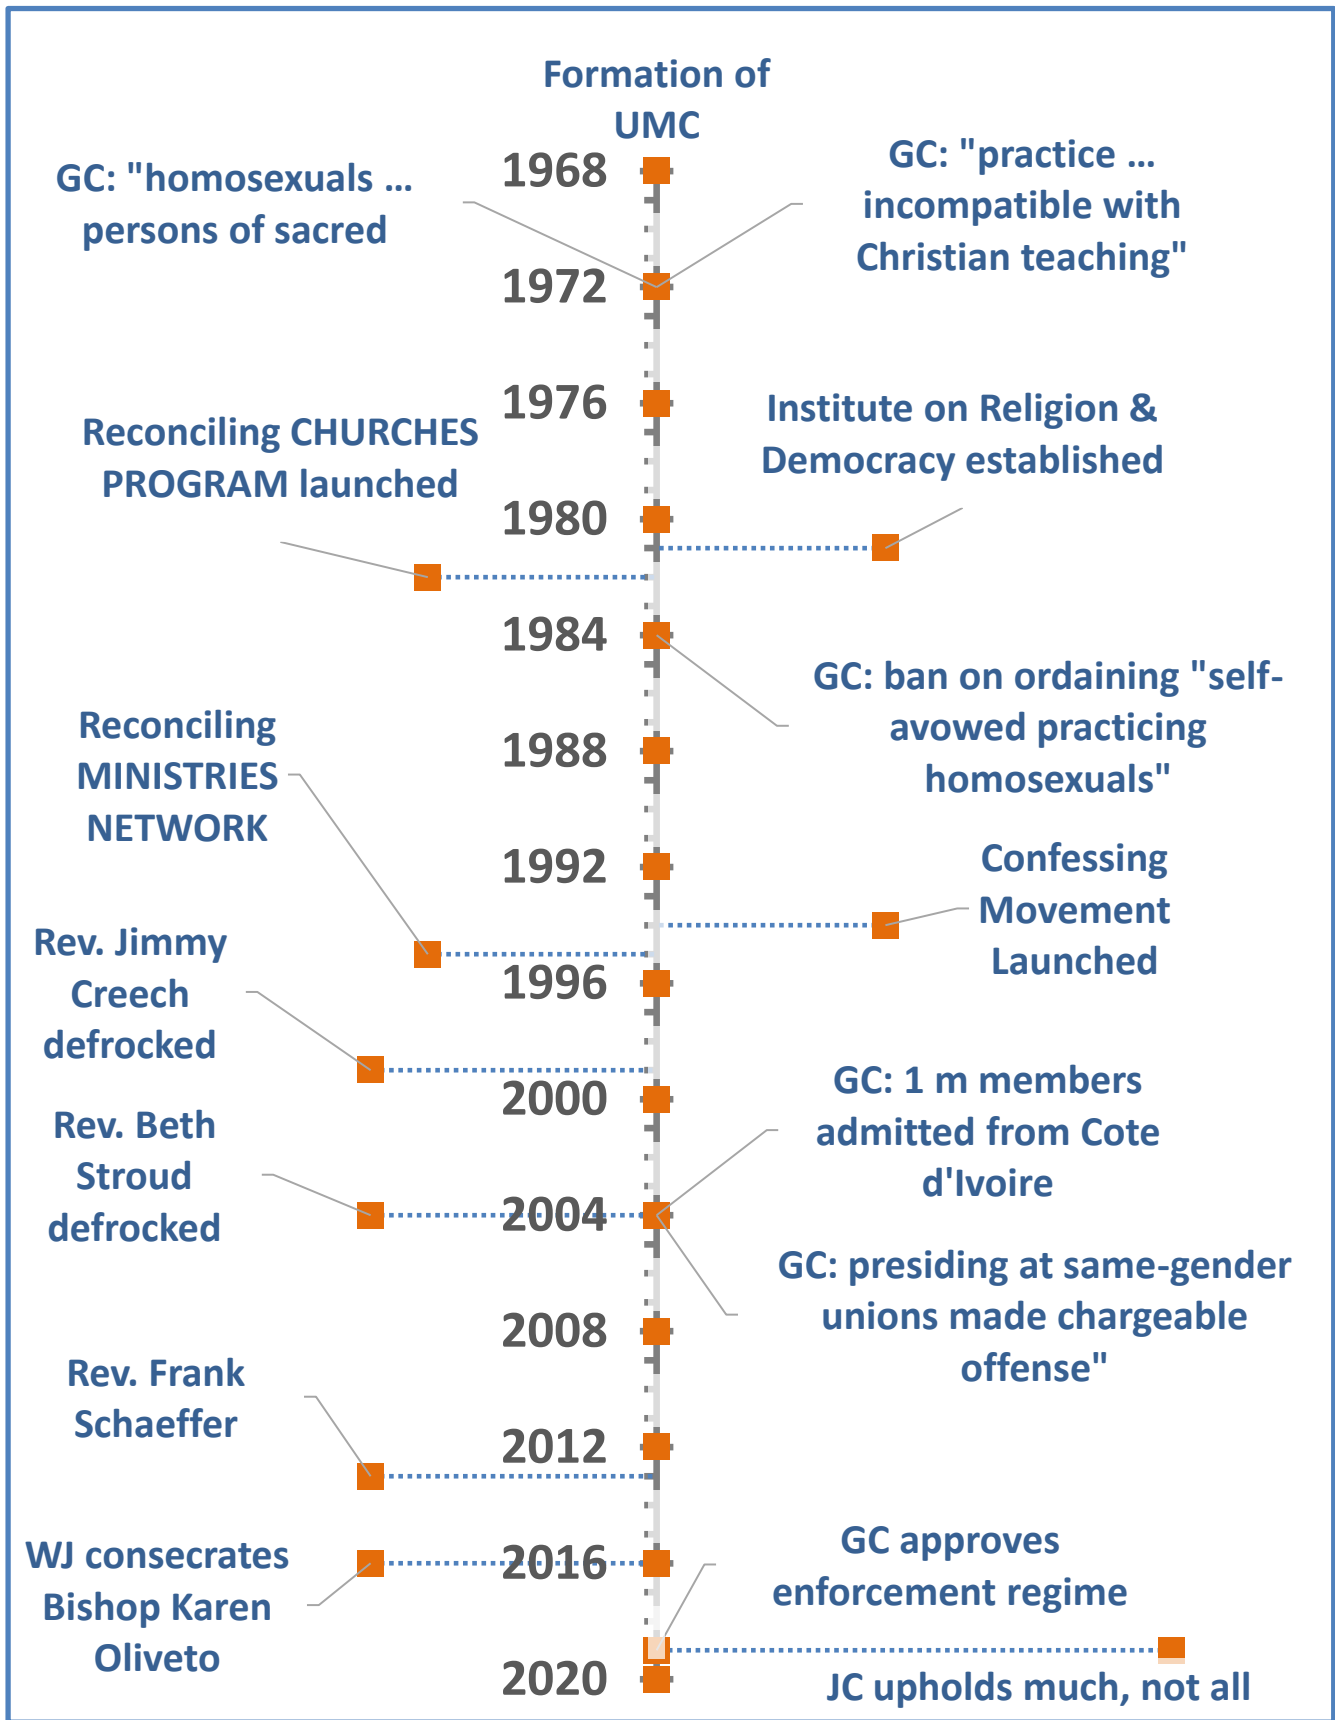 Formation of
UMC
1968
GC: "homosexuals ...
persons of sacred
GC: "practice ...
incompatible with
Christian teaching"
1972
1976
Reconciling CHURCHES
PROGRAM launched
Institute on Religion &
Democracy established
1980
1984
GC: ban on ordaining "self-
avowed practicing
homosexuals"
Reconciling
MINISTRIES
NETWORK
1988
1992
Confessing
Movement
Launched
Rev. Jimmy
Creech
defrocked
1996
2000
GC: 1 m members
admitted from Cote
d'Ivoire
Rev. Beth
Stroud
defrocked
2004
GC: presiding at same-gender
unions made chargeable
offense"
2008
Rev. Frank
Schaeffer
2012
WJ consecrates
Bishop Karen
Oliveto
2016
GC approves
enforcement regime
2020
JC upholds much, not all